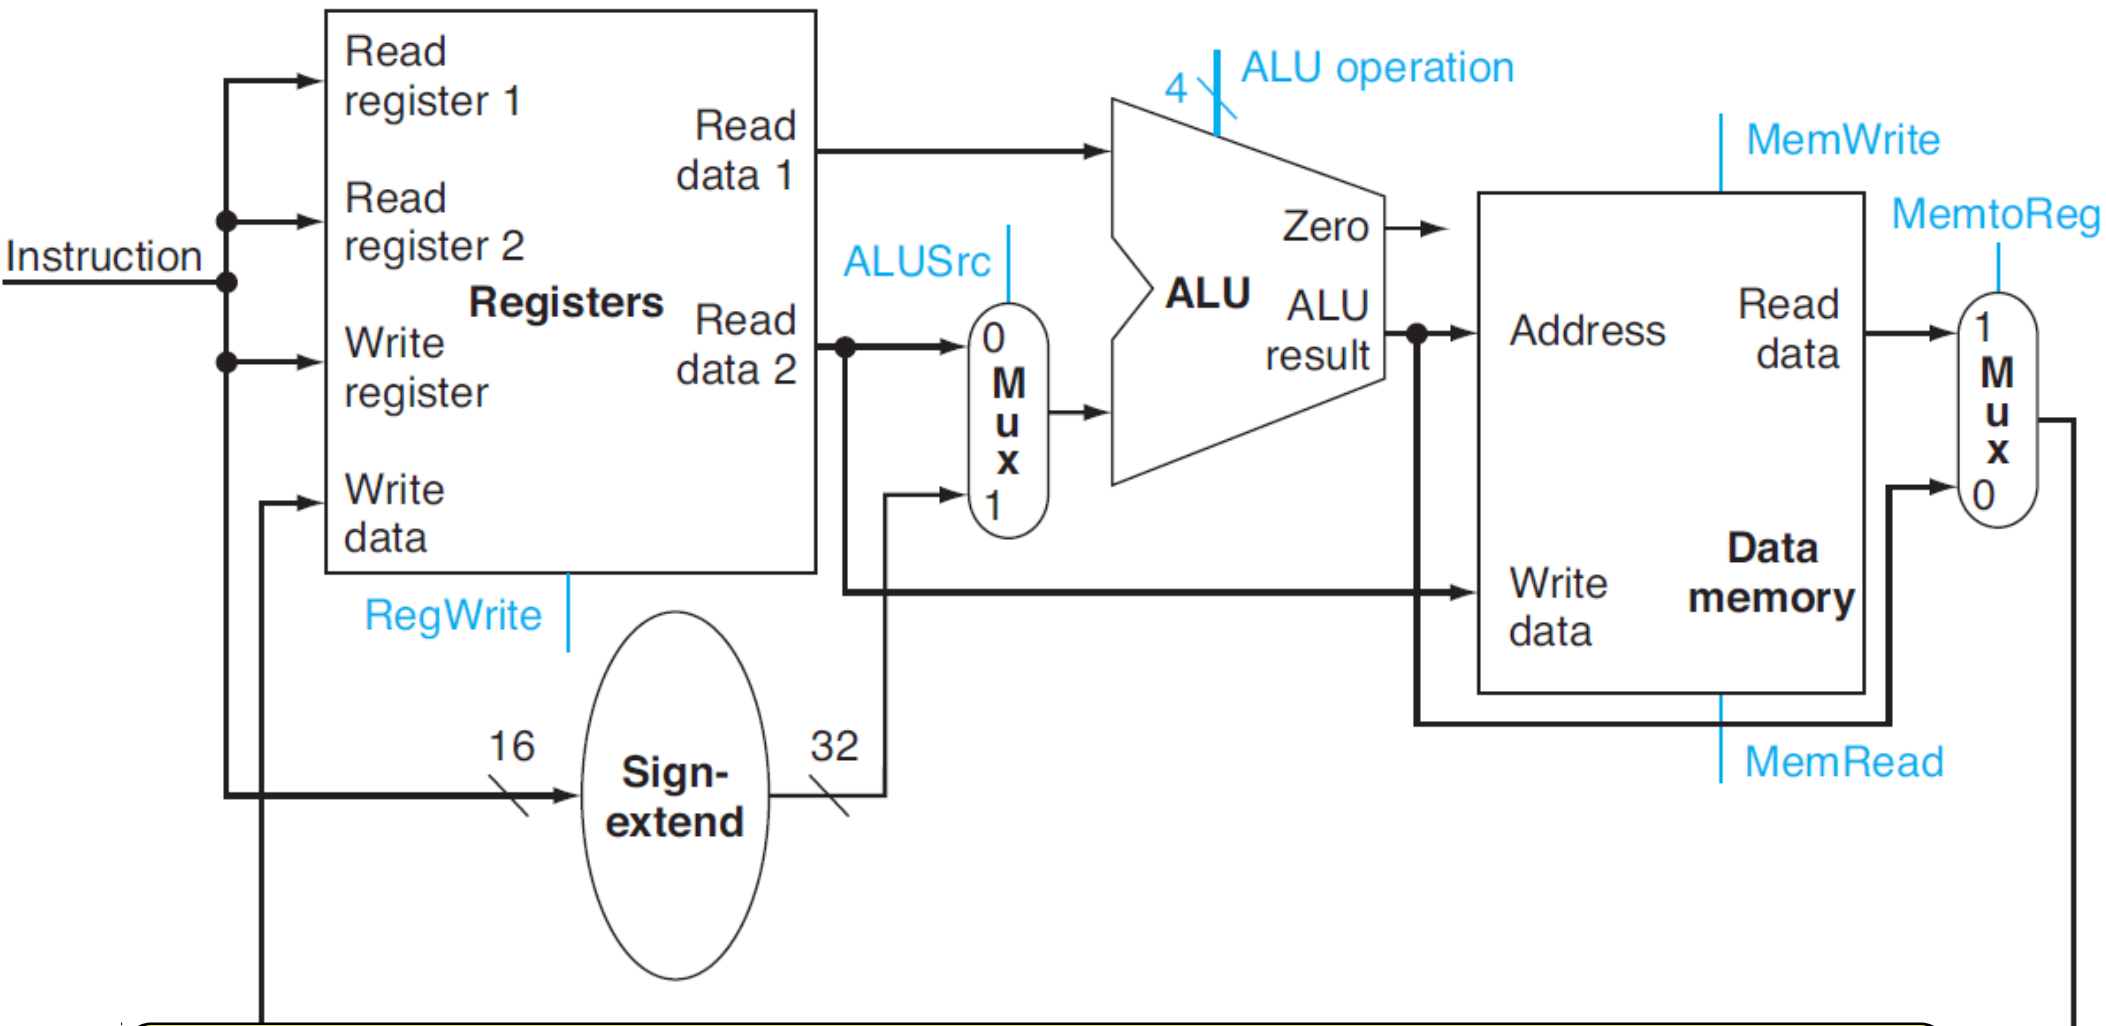 Instruction
Read
register 1
Read
register 2
Registers
Write
register
Write
data
Read
data 1
Read
data 2
RegWrite
16
Sign-
extend
32
ALUSrc
0
M
u
x
1
4
ALU operation
Zero
ALU
ALU
result
MemWrite
Address
Read
data
Write
data
Data
memory
MemRead
MemtoReg
1
M
u
x
0